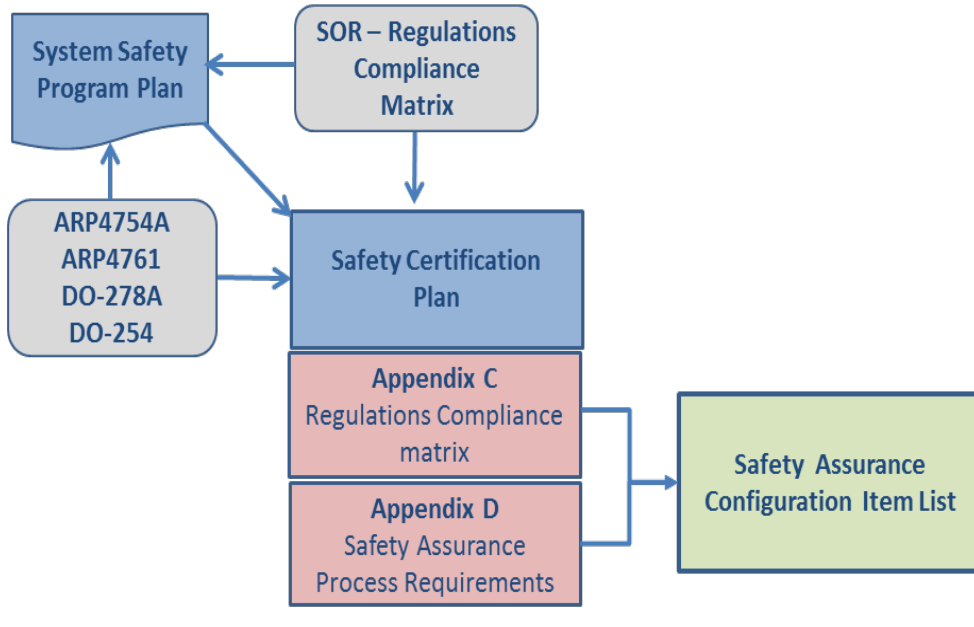 System Safety
Program Plan
SOR – Regulations
Compliance
Matrix
ARP4754A
ARP4761
DO-278A
DO-254
Safety Certification
Plan
Appendix C
Regulations Compliance
matrix
Appendix D
Safety Assurance
Process Requirements
Safety Assurance
Configuration Item List